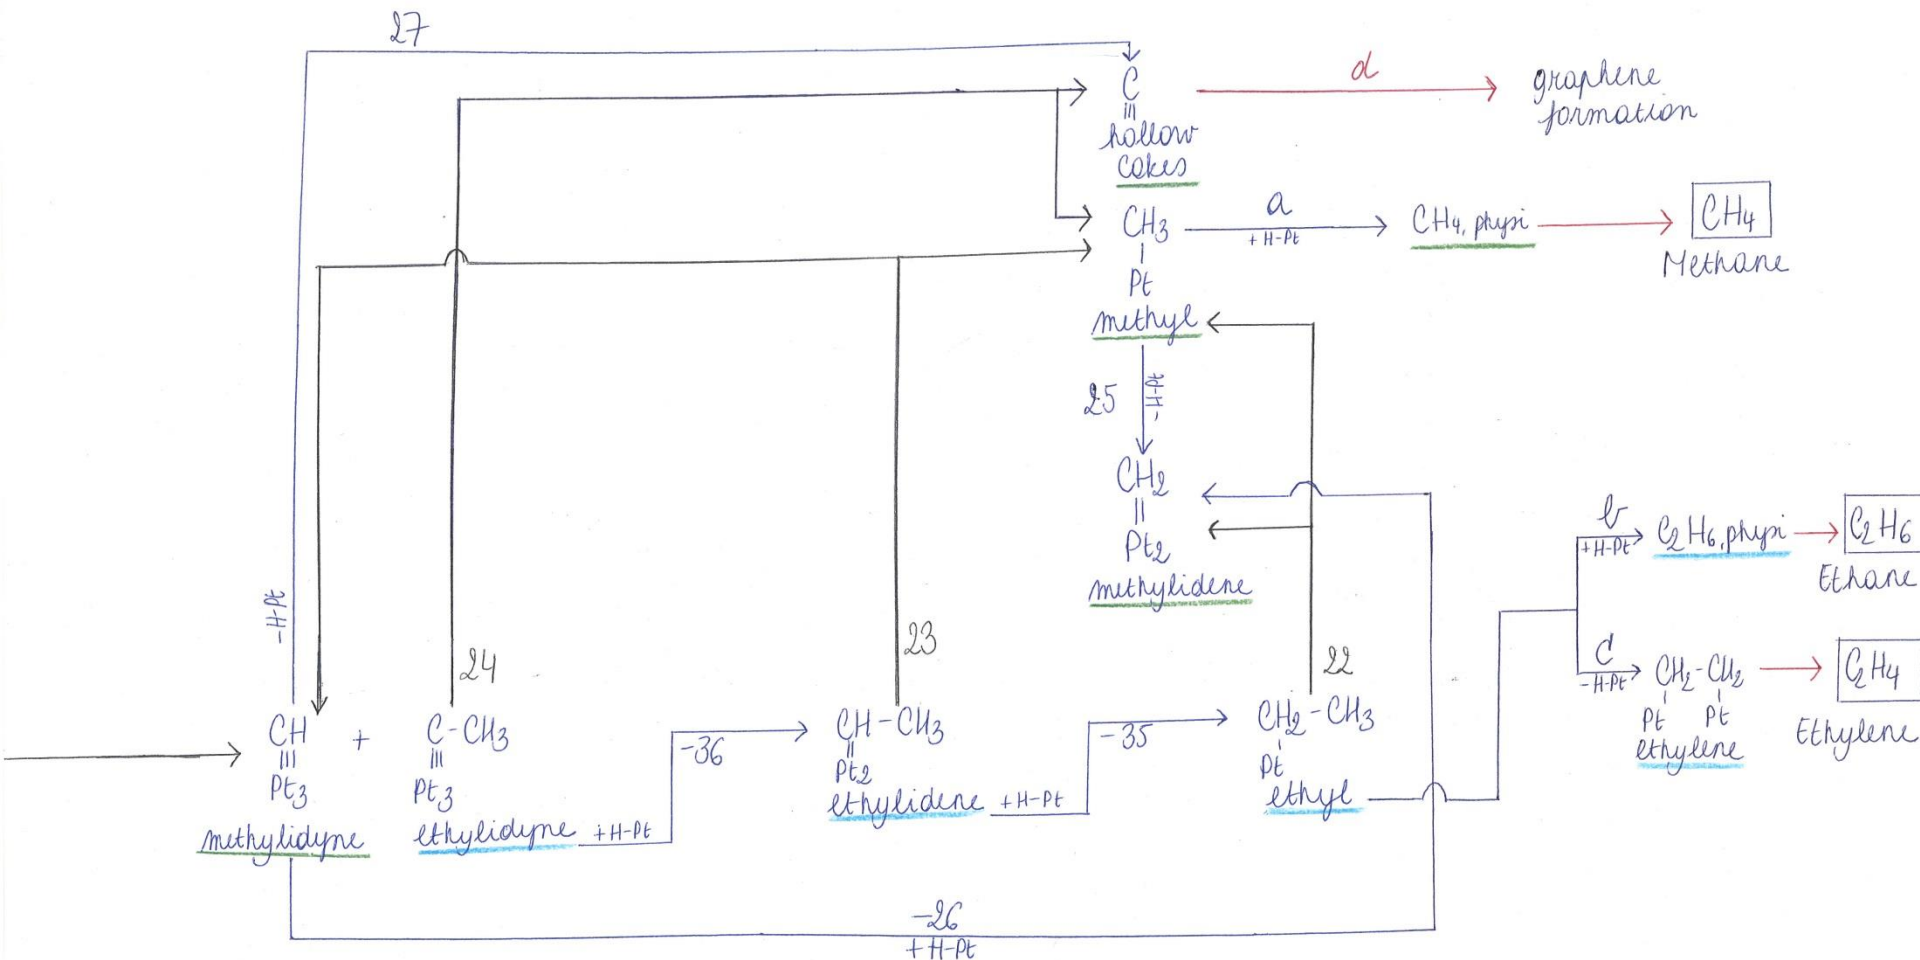 27
C
≡
hollow
cokes
d
graphene
formation
CH3
Pt
methyl
a
+H-Pt
CH4, physi
CH4
Methane
25
-H-Pt
CH2
Pt2
methylidene
-H-Pt
24
23
22
CH
Pt3
methylidyne
+
C-CH3
Pt3
ethylidyne
+H-Pt
-36
CH-CH3
Pt2
ethylidene
+H-Pt
-35
CH2-CH3
Pt
ethyl
b
+H-Pt
C2H6, physi
C2H6
Ethane
c
-H-Pt
CH2-CH2
Pt Pt
ethylene
C2H4
Ethylene
-26
+H-Pt